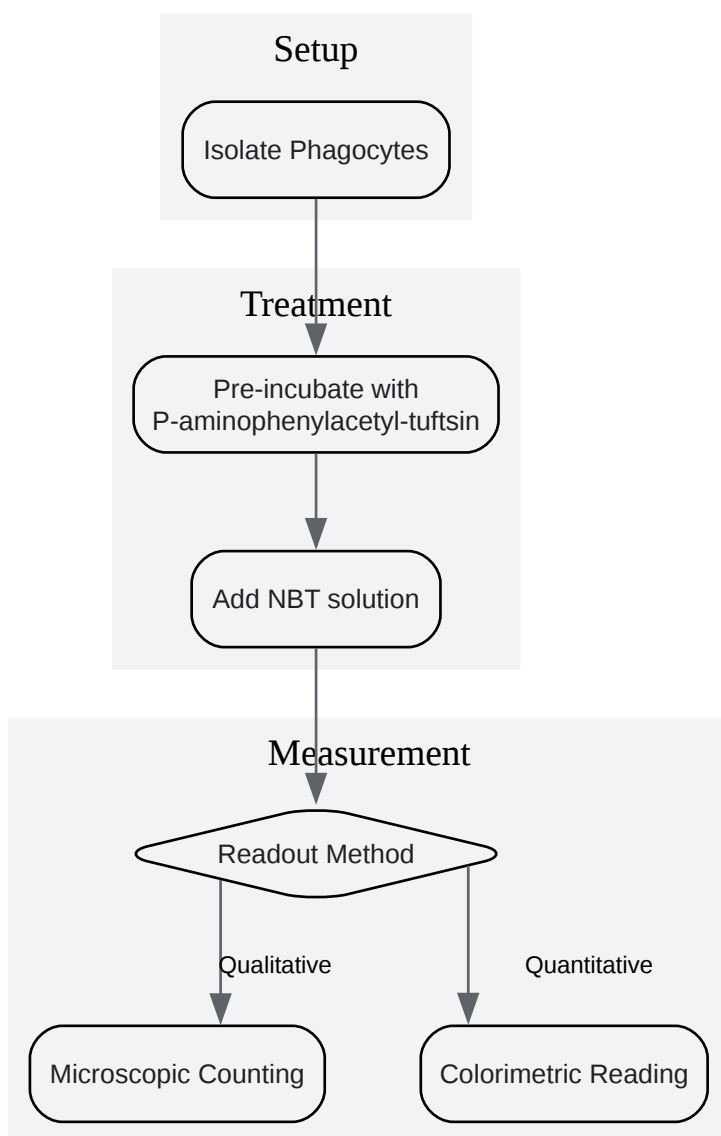 Setup
Isolate Phagocytes
Treatment
Pre-incubate with
P-aminophenylacetyl-tuftsin
Add NBT solution
Measurement
Readout Method
Qualitative
Quantitative
Microscopic Counting
Colorimetric Reading